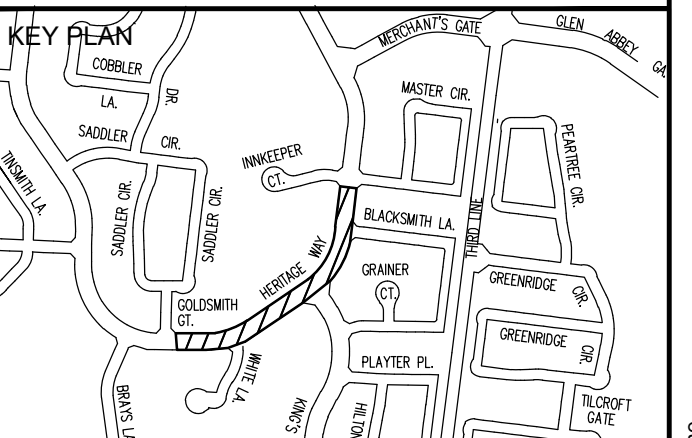 KEY PLAN
MERCHANT'S GATE
GLEN
ABBEY
GA.
COBBLER
LA.
DR.
MASTER CIR.
SADDLER
CIR.
INNKEEPER
CT.
PEARTREE CIR.
TINSMITH LA.
SADDLER CIR.
SADDLER CIR.
BLACKSMITH LA.
THIRD LINE
HERITAGE WAY
GRAINER
CT.
GREENRIDGE
CIR.
GOLDSMITH
GT.
GREENRIDGE
CIR.
WHITE LA.
PLAYTER PL.
BRAYS LA
KING'S
HILTON
TILCROFT
GATE